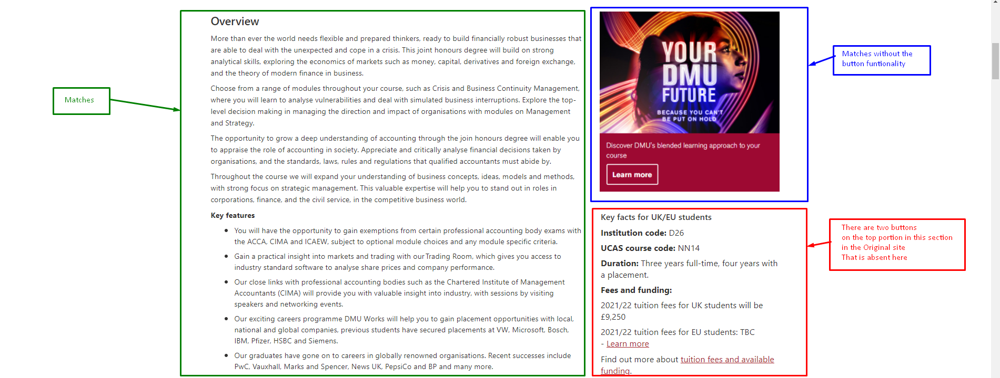 Matches
Overview
More than ever the world needs flexible and prepared thinkers, ready to build financially robust businesses that
are able to deal with the unexpected and cope in a crisis. This joint honours degree will build on strong
analytical skills, exploring the economics of markets such as money, capital, derivatives and foreign exchange,
and the theory of modern finance in business.
Choose from a range of modules throughout your course, such as Crisis and Business Continuity Management,
where you will learn to analyse vulnerabilities and deal with simulated business interruptions. Explore the top-
level decision making in managing the direction and impact of organisations with modules on Management
and Strategy.
The opportunity to grow a deep understanding of accounting through the join honours degree will enable you
to appraise the role of accounting in society. Appreciate and critically analyse financial decisions taken by
organisations, and the standards, laws, rules and regulations that qualified accountants must abide by.
Throughout the course we will expand your understanding of business concepts, ideas, models and methods,
with strong focus on strategic management. This valuable expertise will help you to stand out in roles in
corporations, finance, and the civil service, in the competitive business world.
Key features
• You will have the opportunity to gain exemptions from certain professional accounting body exams with
the ACCA, CIMA and ICAEW, subject to optional module choices and any module specific criteria.
• Gain a practical insight into markets and trading with our Trading Room, which gives you access to
industry standard software to analyse share prices and company performance.
• Our close links with professional accounting bodies such as the Chartered Institute of Management
Accountants (CIMA) will provide you with valuable insight into industry, with sessions by visiting
speakers and networking events.
• Our exciting careers programme DMU Works will help you to gain placement opportunities with local,
national and global companies, previous students have secured placements at VW, Microsoft, Bosch,
IBM, Pfizer, HSBC and Siemens.
• Our graduates have gone on to careers in globally renowned organisations. Recent successes include
PwC, Vauxhall, Marks and Spencer, News UK, PepsiCo and BP and many more.
YOUR
DMU
FUTURE
BECAUSE YOU CAN'T
BE PUT ON HOLD
Discover DMU's blended learning approach to your
course
Learn more
Matches without the
button funtionality
Key facts for UK/EU students
Institution code: D26
UCAS course code: NN14
Duration: Three years full-time, four years with
a placement.
Fees and funding:
2021/22 tuition fees for UK students will be
£9,250
2021/22 tuition fees for EU students: TBC
- Learn more
Find out more about tuition fees and available
funding.
There are two buttons
on the top portion in this section
in the Original site
That is absent here